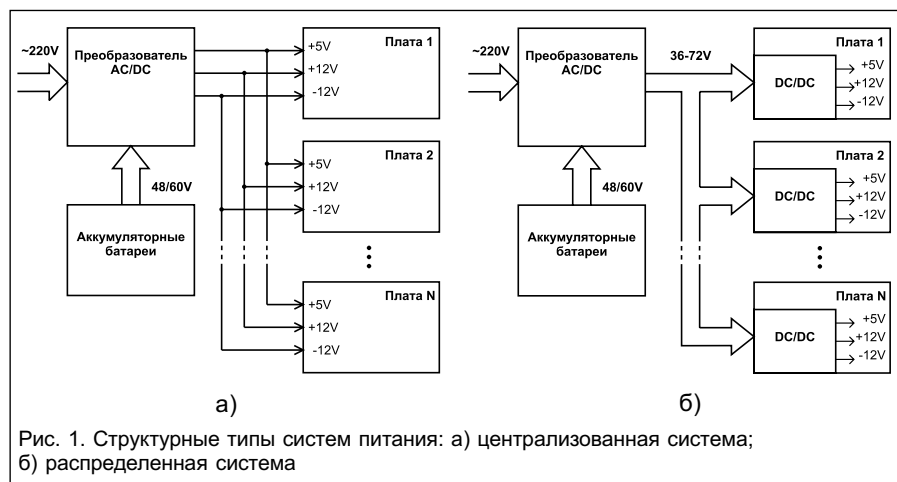 ~220V
Преобразователь
AC/DC
48/60V
Аккумуляторные
батареи
Плата 1
+5V
+12V
-12V
Плата 2
+5V
+12V
-12V
Плата N
+5V
+12V
-12V
а)
~220V
Преобразователь
AC/DC
36-72V
48/60V
Аккумуляторные
батареи
Плата 1
DC/DC
+5V
+12V
-12V
Плата 2
DC/DC
+5V
+12V
-12V
Плата N
DC/DC
+5V
+12V
-12V
б)
Рис. 1. Структурные типы систем питания: а) централизованная система;
б) распределенная система